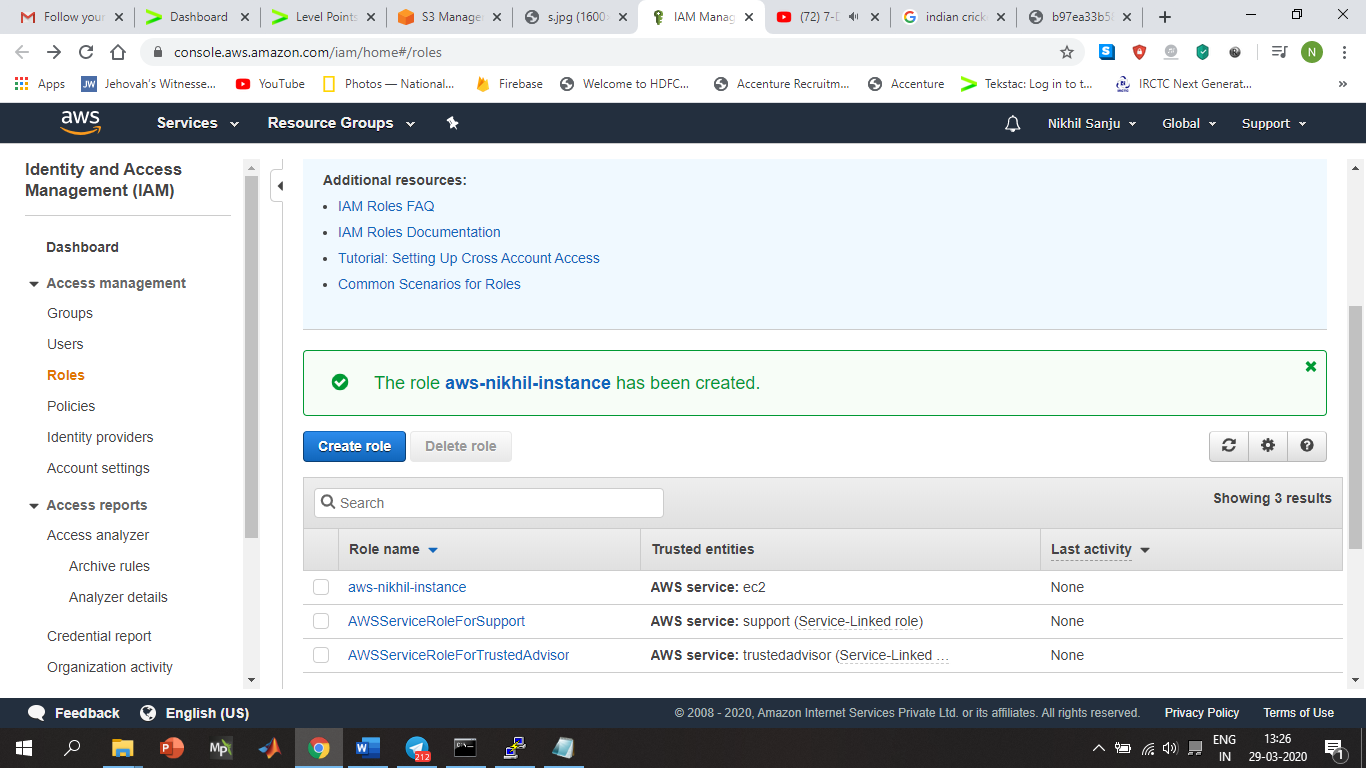 Follow your
Dashboard
Level Points
S3 Manage
s.jpg (1600×
IAM Manag
(72) 7-
indian crick
b97ea33b5
console.aws.amazon.com/iam/home#/roles
N
Apps
JW
Jehovah's Witnesse...
YouTube
Photos — National...
Firebase
Welcome to HDFC...
Accenture Recruitm...
Accenture
Tekstac: Log in to t...
IRCTC Next Generat...
»
aws
Services
Resource Groups
Nikhil Sanju
Global
Support
Identity and Access
Management (IAM)
Dashboard
Access management
Groups
Users
Roles
Policies
Identity providers
Account settings
Access reports
Access analyzer
Archive rules
Analyzer details
Credential report
Organization activity
Additional resources:
• IAM Roles FAQ
• IAM Roles Documentation
• Tutorial: Setting Up Cross Account Access
• Common Scenarios for Roles
The role aws-nikhil-instance has been created.
Create role
Delete role
Search
Showing 3 results
Role name
Trusted entities
Last activity
aws-nikhil-instance
AWS service: ec2
None
AWSServiceRoleForSupport
AWS service: support (Service-Linked role)
None
AWSServiceRoleForTrustedAdvisor
AWS service: trustedadvisor (Service-Linked ...
None
Feedback
English (US)
© 2008 - 2020, Amazon Internet Services Private Ltd. or its affiliates. All rights reserved.
Privacy Policy
Terms of Use
212
ENG
IN
13:26
29-03-2020
1